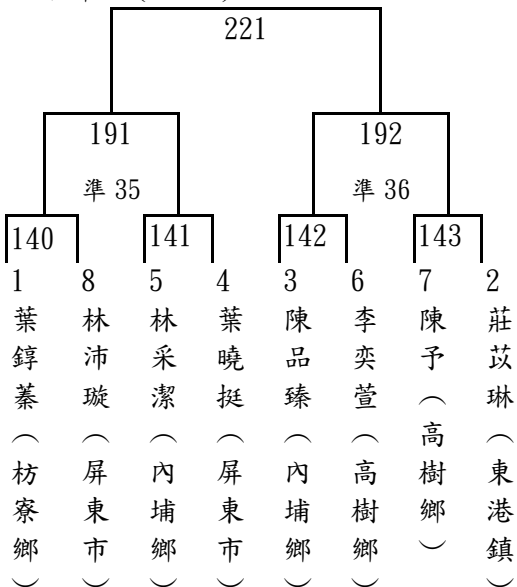 221
191 192
準 35 準 36
140 141 142 143
1 8 5 4 3 6 7 2
葉錞蓁（枋寮鄉）
林沛璇（屏東市）
林采潔（內埔鄉）
葉曉挺（屏東市）
陳品臻（內埔鄉）
李奕萱（高樹鄉）
陳予（高樹鄉）
莊苡琳（東港鎮）